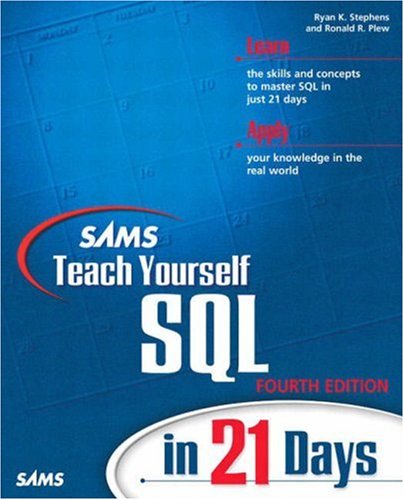 Ryan K. Stephens
and Ronald R. Plew
Learn
the skills and concepts
to master SQL in
just 21 days
Apply
your knowledge in the
real world
SAMS
Teach Yourself
SQL
FOURTH EDITION
in 21 Days
SAMS